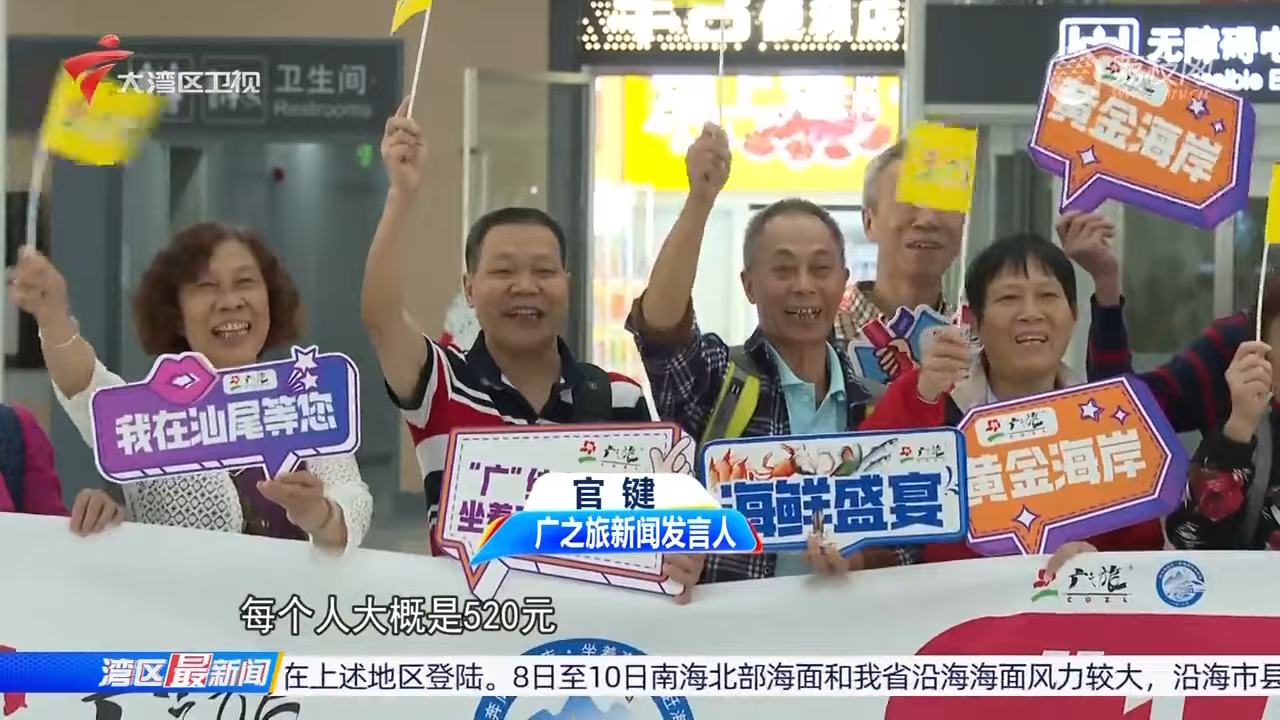 大湾区卫视
卫生间
Restrooms
无障碍电
黄金海岸
我在汕尾等您
"广"
坐着
海鲜盛宴
黄金海岸
官 键
广之旅新闻发言人
广之旅
GZL
每个人大概是520元
湾区最新闻
在上述地区登陆。8日至10日南海北部海面和我省沿海海面风力较大，沿海市县